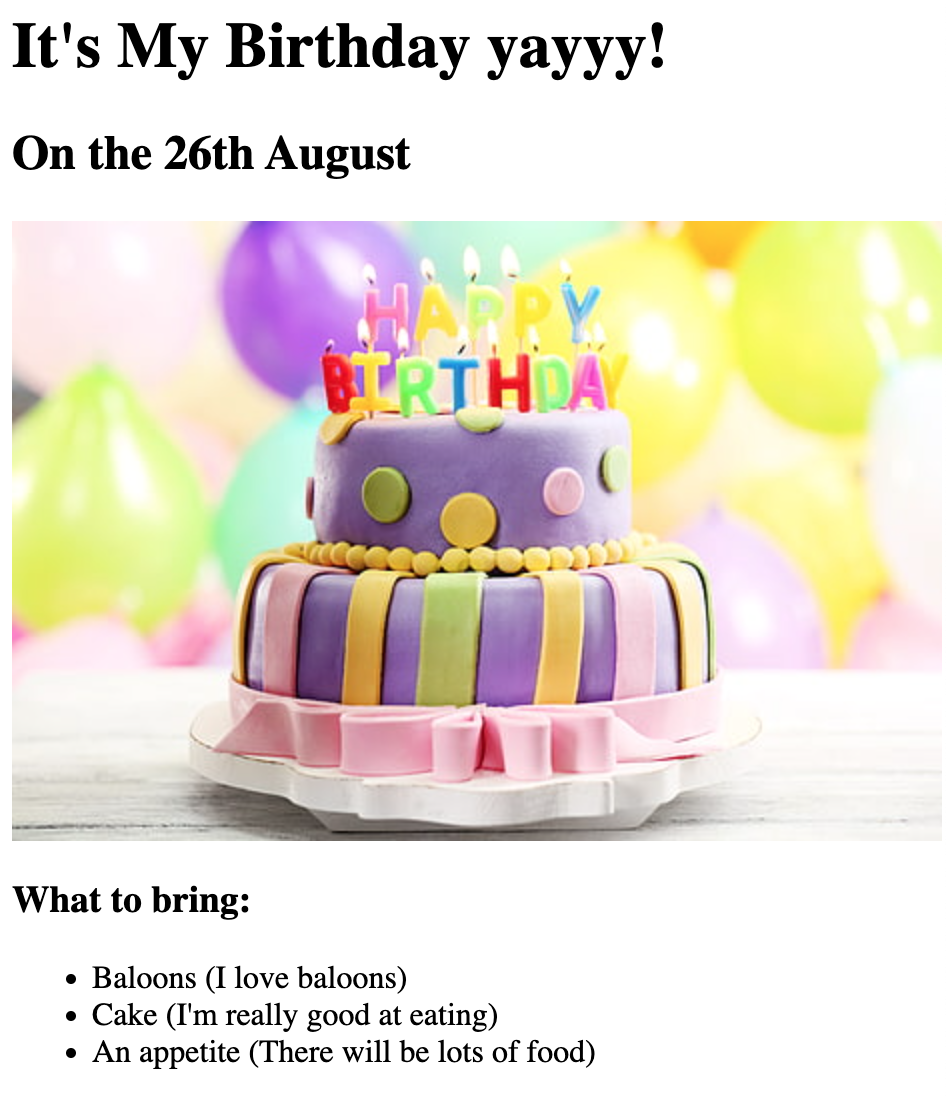 It's My Birthday yayyy!
On the 26th August
HAPPY
BIRTHDAY
What to bring:
Baloons (I love baloons)
Cake (I'm really good at eating)
An appetite (There will be lots of food)